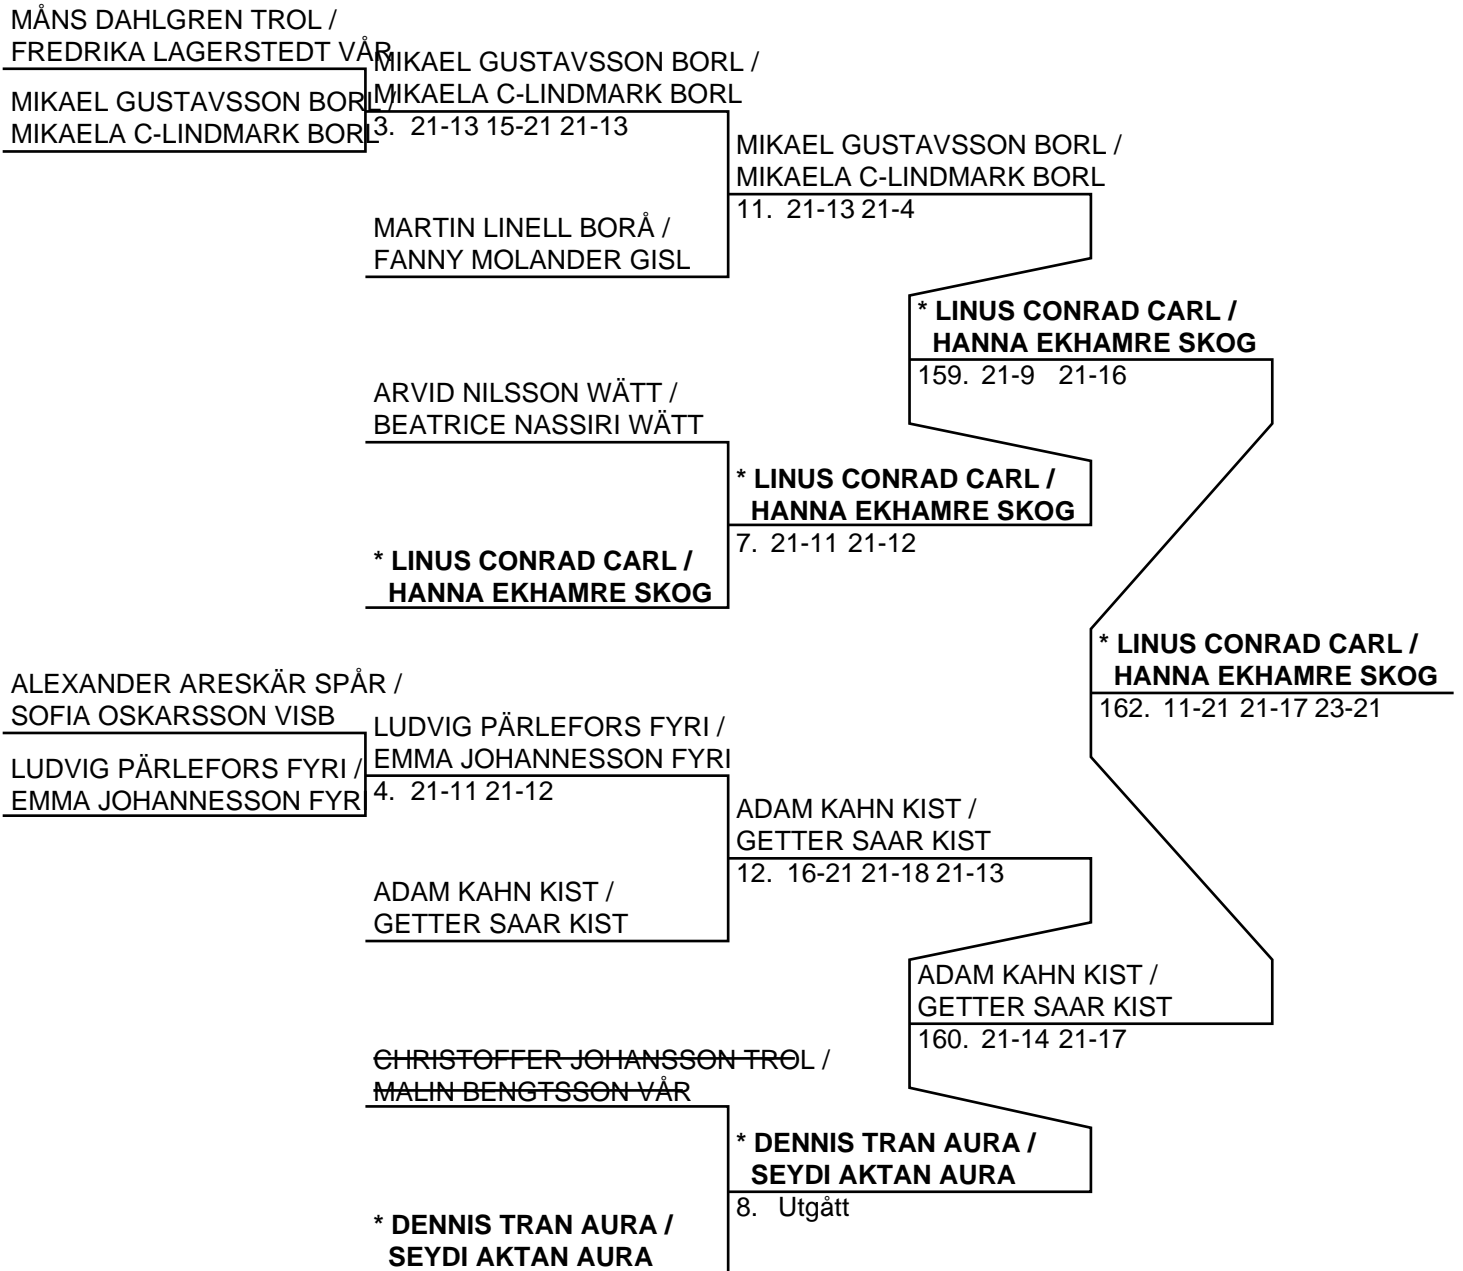 MÅNS DAHLGREN TROL /
FREDRIKA LAGERSTEDT VÅR
MIKAEL GUSTAVSSON BORL /
MIKAELA C-LINDMARK BORL
MIKAEL GUSTAVSSON BORL /
MIKAELA C-LINDMARK BORL
3. 21-13 15-21 21-13
MIKAEL GUSTAVSSON BORL /
MIKAELA C-LINDMARK BORL
11. 21-13 21-4
MARTIN LINELL BORÅ /
FANNY MOLANDER GISL
* LINUS CONRAD CARL /
HANNA EKHAMRE SKOG
159. 21-9 21-16
ARVID NILSSON WÄTT /
BEATRICE NASSIRI WÄTT
* LINUS CONRAD CARL /
HANNA EKHAMRE SKOG
7. 21-11 21-12
* LINUS CONRAD CARL /
HANNA EKHAMRE SKOG
* LINUS CONRAD CARL /
HANNA EKHAMRE SKOG
162. 11-21 21-17 23-21
ALEXANDER ARESKÄR SPÅR /
SOFIA OSKARSSON VISB
LUDVIG PÄRLEFORS FYRI /
EMMA JOHANNESSON FYRI
LUDVIG PÄRLEFORS FYRI /
EMMA JOHANNESSON FYRI
4. 21-11 21-12
ADAM KAHN KIST /
GETTER SAAR KIST
12. 16-21 21-18 21-13
ADAM KAHN KIST /
GETTER SAAR KIST
ADAM KAHN KIST /
GETTER SAAR KIST
160. 21-14 21-17
CHRISTOFFER JOHANSSON TROL /
MALIN BENGTSSON VÅR
* DENNIS TRAN AURA /
SEYDI AKTAN AURA
8. Utgått
* DENNIS TRAN AURA /
SEYDI AKTAN AURA